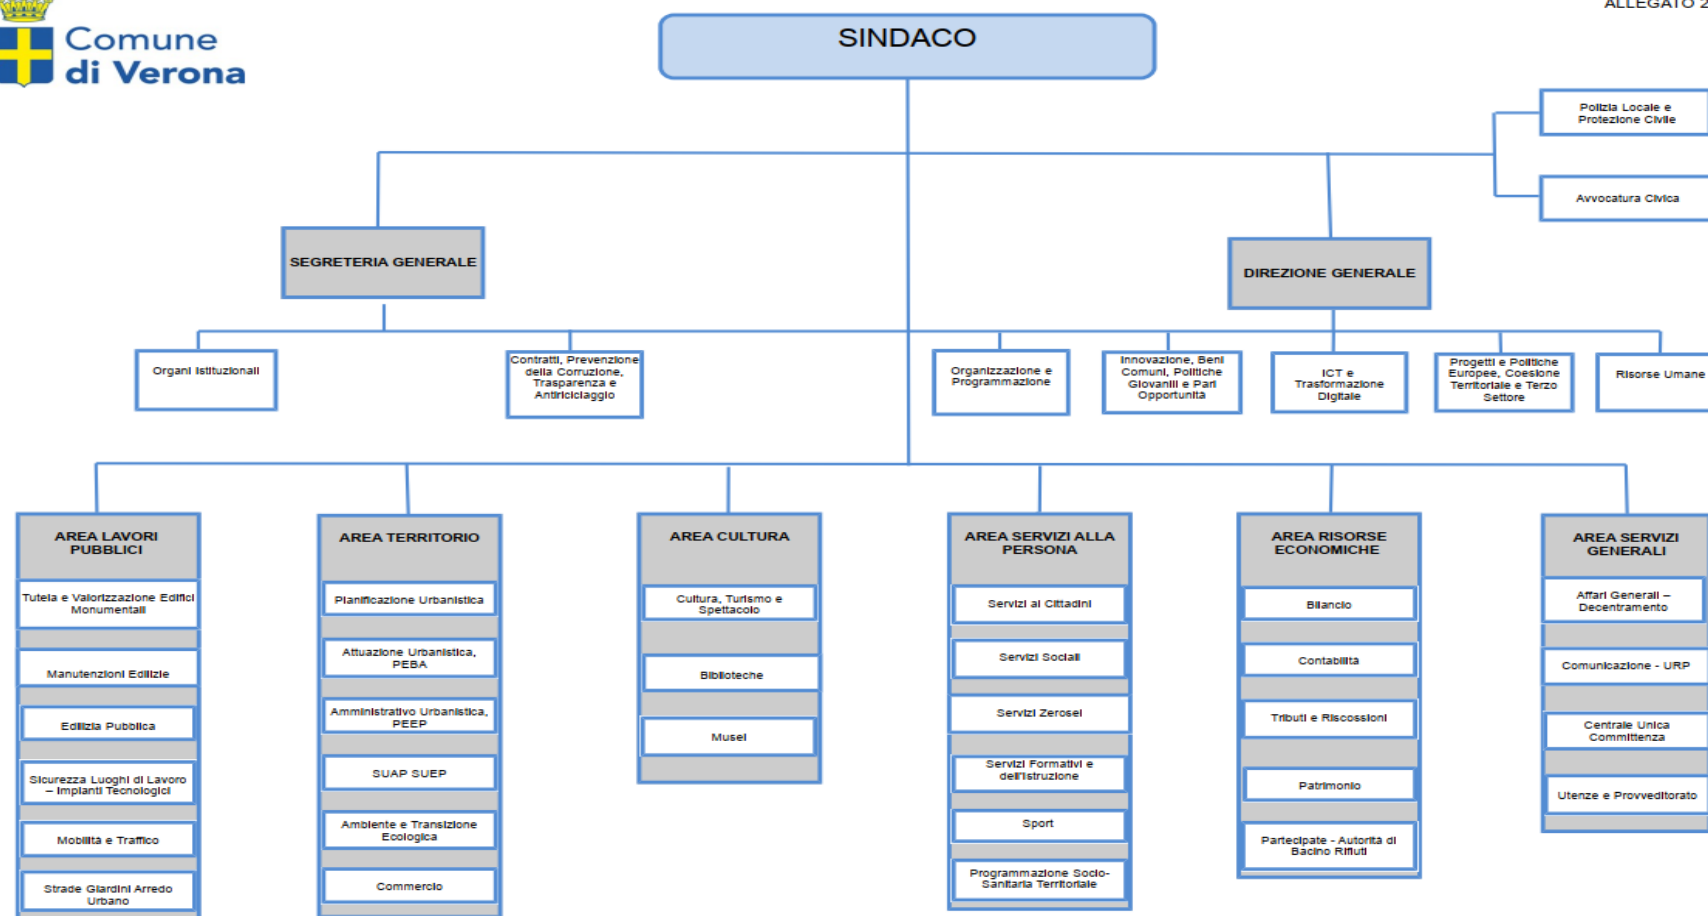 ALLEGATO 2
Comune
di Verona
SINDACO
Polizia Locale e
Protezione Civile
Avvocatura Civica
SEGRETERIA GENERALE
DIREZIONE GENERALE
Organi Istituzionali
Contratti, Prevenzione
della Corruzione,
Trasparenza e
Antiriciclaggio
Organizzazione e
Programmazione
Innovazione, Beni
Comuni, Politiche
Giovanili e Pari
Opportunità
ICT e
Trasformazione
Digitale
Progetti e Politiche
Europee, Coesione
Territoriale e Terzo
Settore
Risorse Umane
AREA LAVORI
PUBBLICI
Tutela e Valorizzazione Edifici
Monumentali
Manutenzioni Edilizie
Edilizia Pubblica
Sicurezza Luoghi di Lavoro
– Impianti Tecnologici
Mobilità e Traffico
Strade Giardini Arredo
Urbano
AREA TERRITORIO
Pianificazione Urbanistica
Attuazione Urbanistica,
PEBA
Amministrativo Urbanistica,
PEEP
SUAP SUEP
Ambiente e Transizione
Ecologica
Commercio
AREA CULTURA
Cultura, Turismo e
Spettacolo
Biblioteche
Musei
AREA SERVIZI ALLA
PERSONA
Servizi ai Cittadini
Servizi Sociali
Servizi Zerosei
Servizi Formativi e
dell'Istruzione
Sport
Programmazione Socio-
Sanitaria Territoriale
AREA RISORSE
ECONOMICHE
Bilancio
Contabilità
Tributi e Riscossioni
Patrimonio
Partecipate - Autorità di
Bacino Rifiuti
AREA SERVIZI
GENERALI
Affari Generali –
Decentramento
Comunicazione - URP
Centrale Unica
Committenza
Utenze e Provveditorato